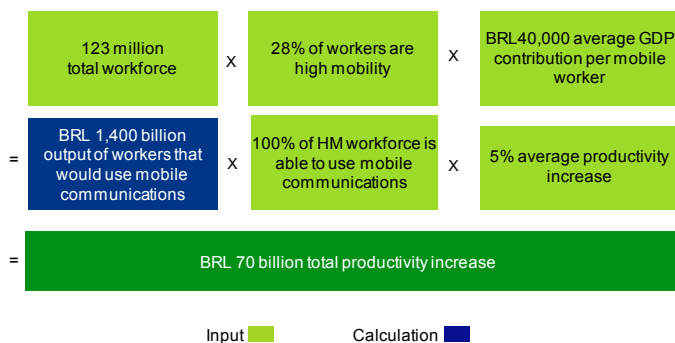 123 million
total workforce
X
28% of workers are
high mobility
X
BRL40,000 average GDP
contribution per mobile
worker
=
BRL 1,400 billion
output of workers that
would use mobile
communications
X
100% of HM workforce is
able to use mobile
communications
X
5% average productivity
increase
=
BRL 70 billion total productivity increase
Input
Calculation